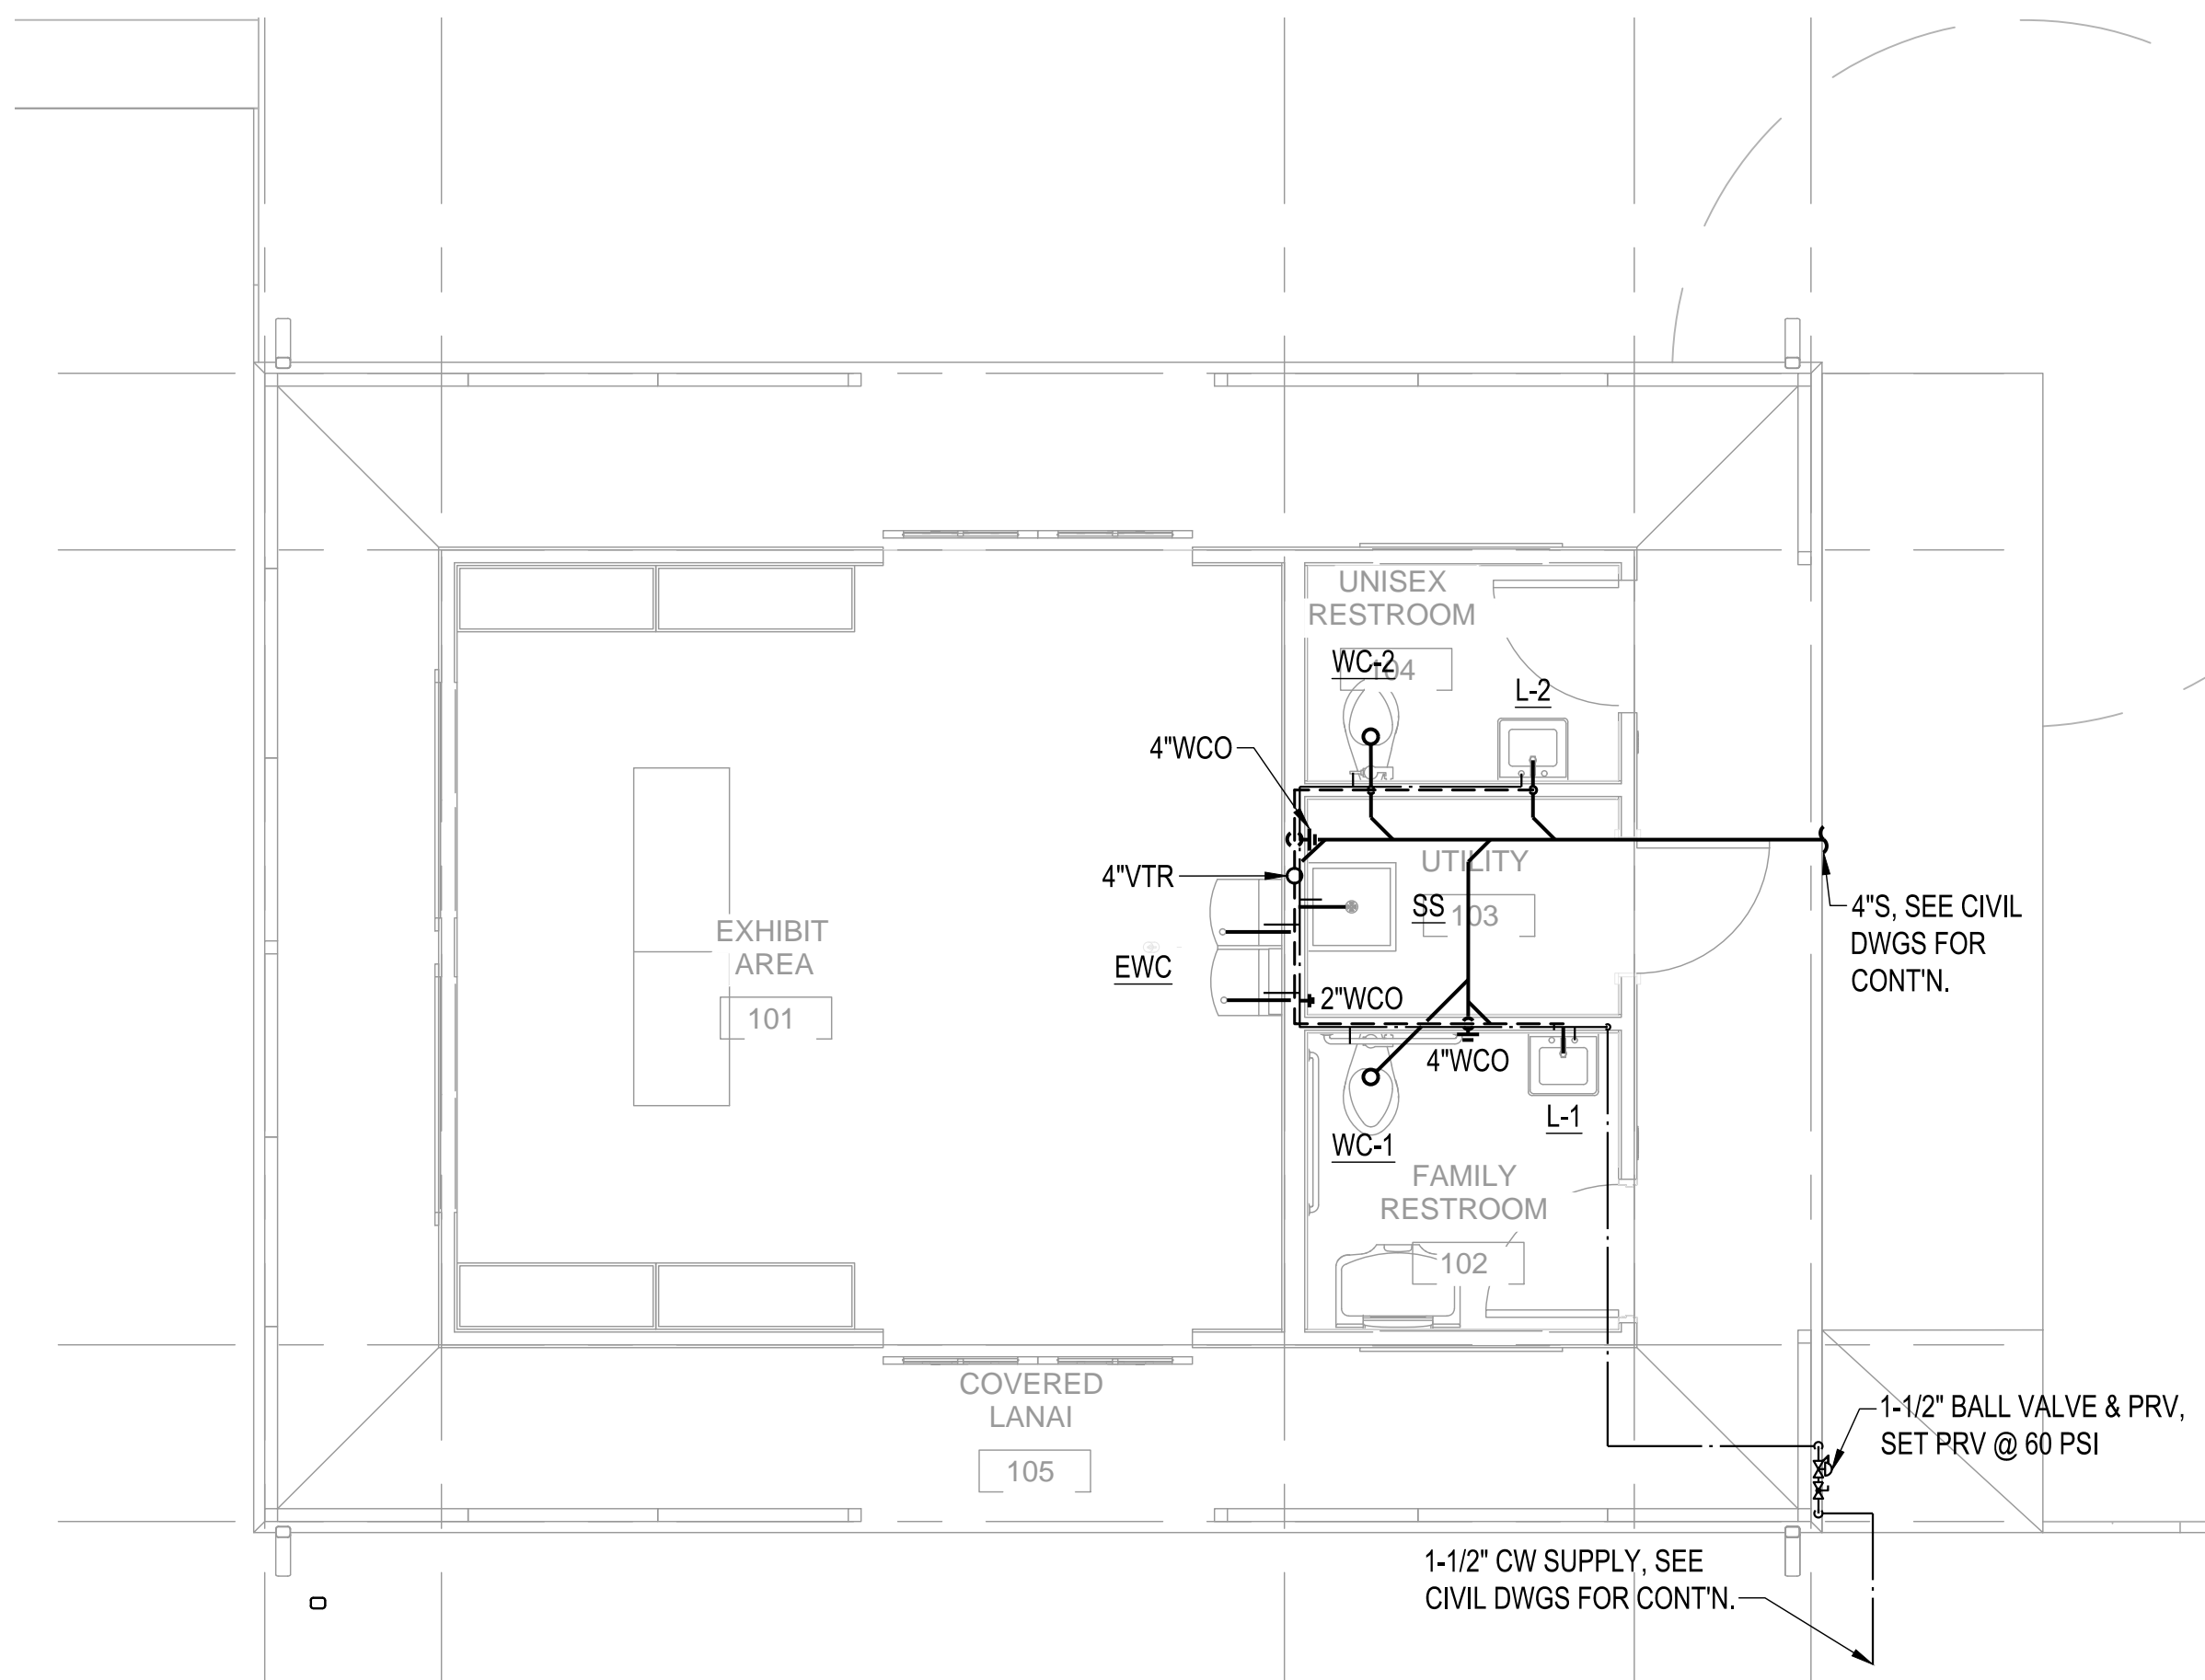 UNISEX
RESTROOM
WC-2
104
L-2
4"WCO
4"VTR
UTILITY
SS
103
4"S, SEE CIVIL
DWGS FOR
CONT'N.
EXHIBIT
AREA
101
EWC
2"WCO
4"WCO
L-1
WC-1
FAMILY
RESTROOM
102
COVERED
LANAI
105
1-1/2" BALL VALVE & PRV,
SET PRV @ 60 PSI
1-1/2" CW SUPPLY, SEE
CIVIL DWGS FOR CONT'N.